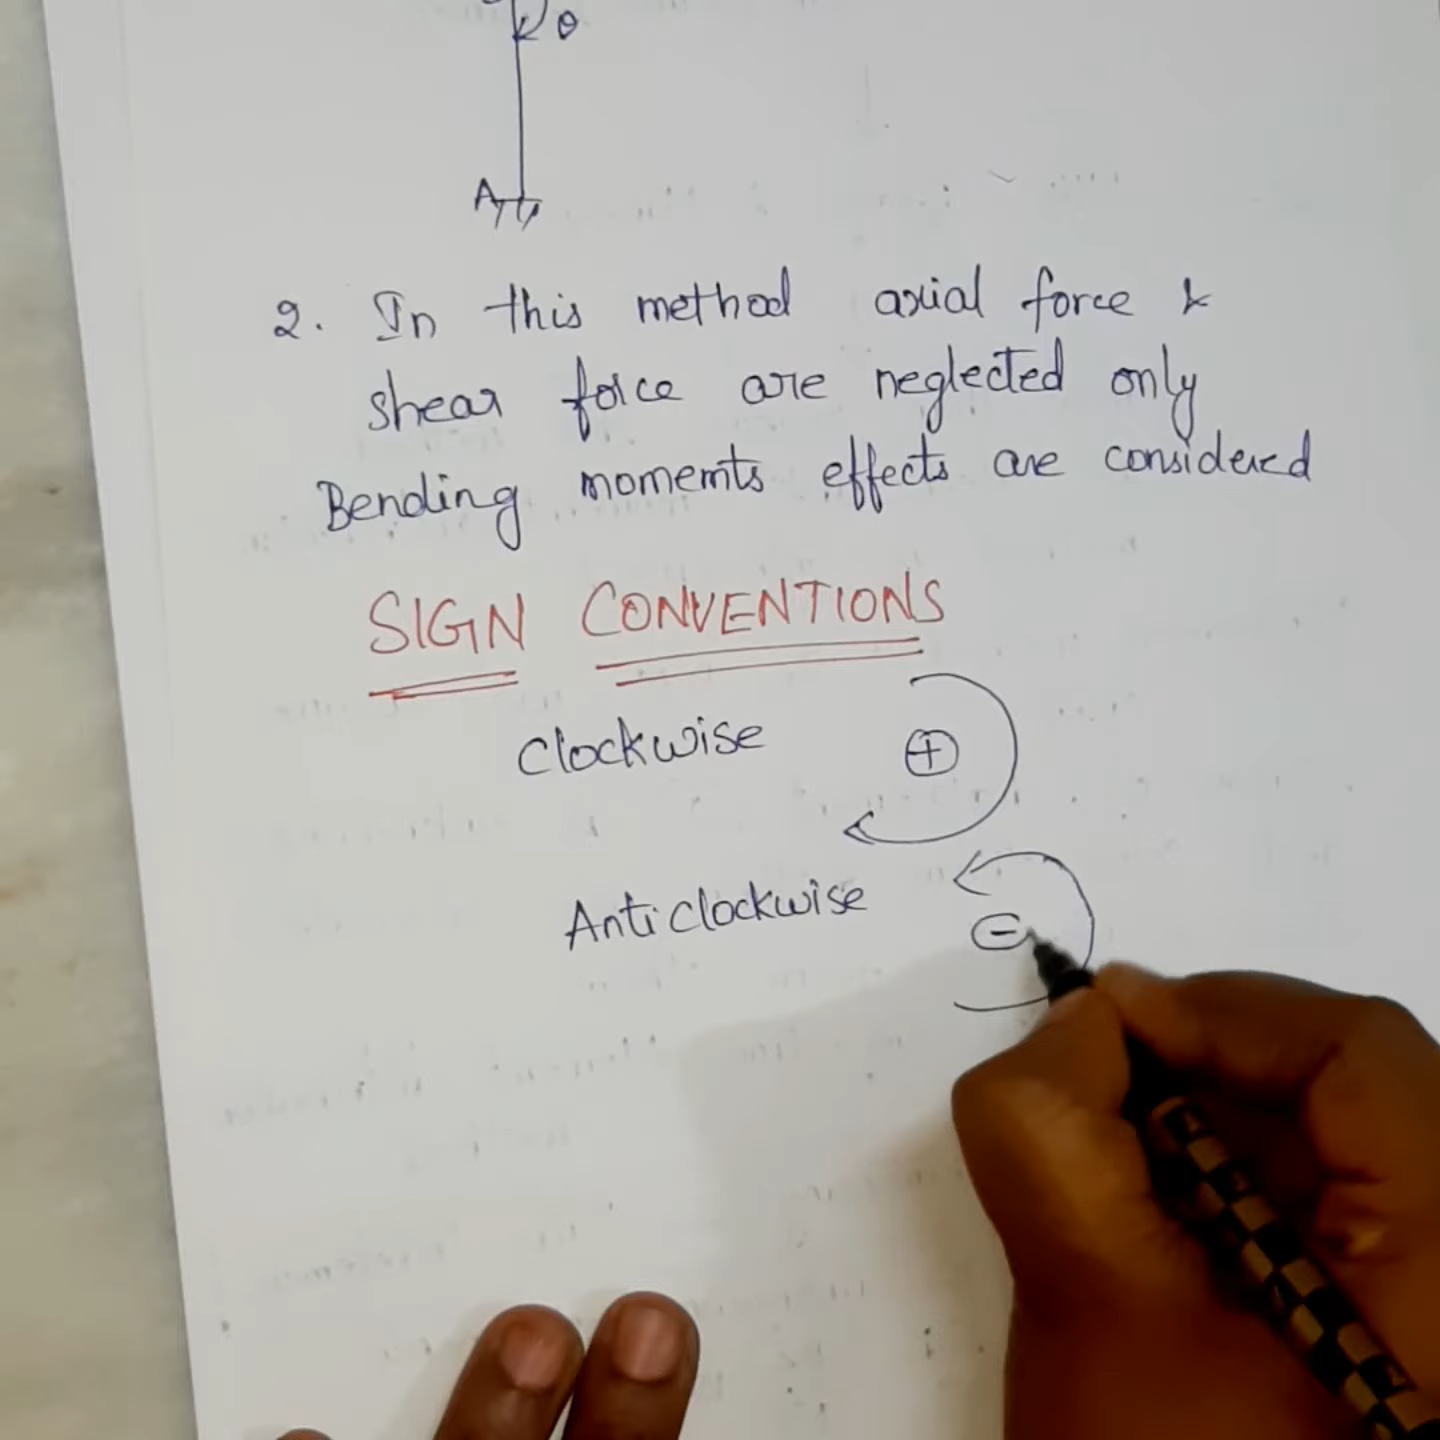 θ
A
2. In this method axial force &
shear force are neglected only
Bending moments effects are considered
SIGN CONVENTIONS
Clockwise +
Anticlockwise -